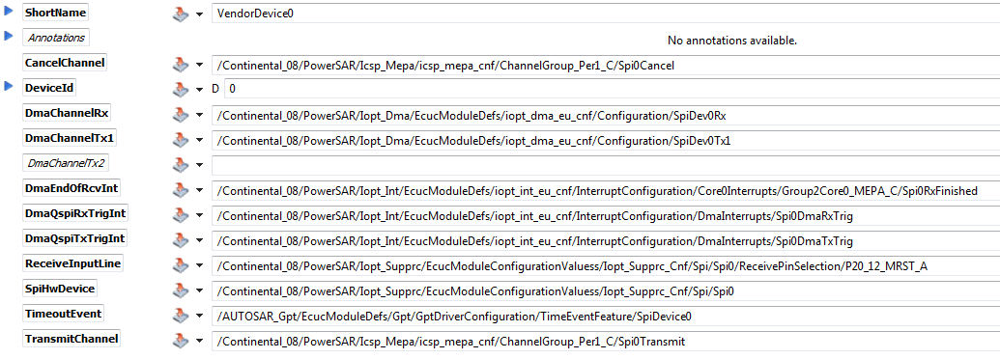 ShortName VendorDevice0
Annotations No annotations available.
CancelChannel /Continental_08/PowerSAR/Icsp_Mepa/icsp_mepa_cnf/ChannelGroup_Per1_C/Spi0Cancel
DeviceId D 0
DmaChannelRx /Continental_08/PowerSAR/Iopt_Dma/EcucModuleDefs/iopt_dma_eu_cnf/Configuration/SpiDev0Rx
DmaChannelTx1 /Continental_08/PowerSAR/Iopt_Dma/EcucModuleDefs/iopt_dma_eu_cnf/Configuration/SpiDev0Tx1
DmaChannelTx2
DmaEndOfRcvInt /Continental_08/PowerSAR/Iopt_Int/EcucModuleDefs/iopt_int_eu_cnf/InterruptConfiguration/Core0Interrupts/Group2Core0_MEPA_C/Spi0RxFinished
DmaQspiRxTrigInt /Continental_08/PowerSAR/Iopt_Int/EcucModuleDefs/iopt_int_eu_cnf/InterruptConfiguration/DmaInterrupts/Spi0DmaRxTrig
DmaQspiTxTrigInt /Continental_08/PowerSAR/Iopt_Int/EcucModuleDefs/iopt_int_eu_cnf/InterruptConfiguration/DmaInterrupts/Spi0DmaTxTrig
ReceiveInputLine /Continental_08/PowerSAR/Iopt_Supprc/EcucModuleConfigurationValuess/Iopt_Supprc_Cnf/Spi/Spi0/ReceivePinSelection/P20_12_MRST_A
SpiHwDevice /Continental_08/PowerSAR/Iopt_Supprc/EcucModuleConfigurationValuess/Iopt_Supprc_Cnf/Spi/Spi0
TimeoutEvent /AUTOSAR_Gpt/EcucModuleDefs/Gpt/GptDriverConfiguration/TimeEventFeature/SpiDevice0
TransmitChannel /Continental_08/PowerSAR/Icsp_Mepa/icsp_mepa_cnf/ChannelGroup_Per1_C/Spi0Transmit